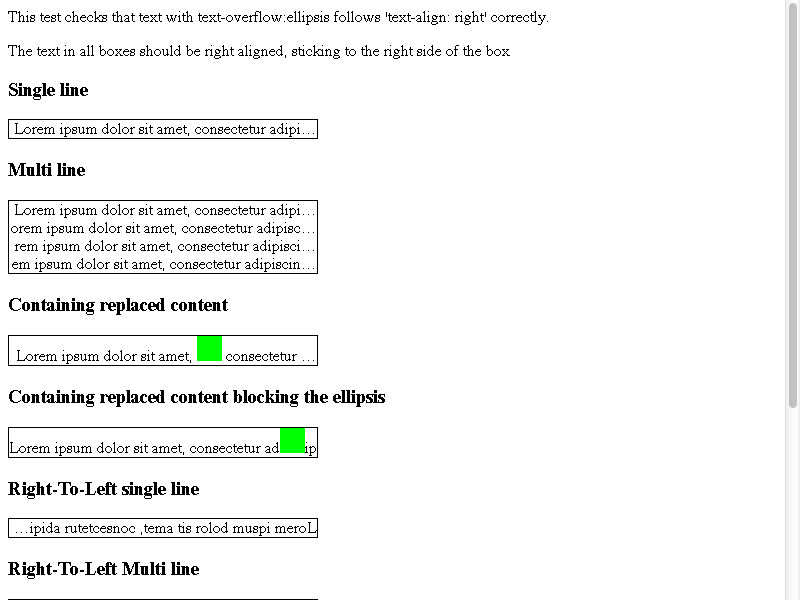 This test checks that text with text-overflow:ellipsis follows 'text-align: right' correctly.
The text in all boxes should be right aligned, sticking to the right side of the box
Single line
Lorem ipsum dolor sit amet, consectetur adipi…
Multi line
Lorem ipsum dolor sit amet, consectetur adipi…
orem ipsum dolor sit amet, consectetur adipisc…
rem ipsum dolor sit amet, consectetur adipisci…
em ipsum dolor sit amet, consectetur adipiscin…
Containing replaced content
Lorem ipsum dolor sit amet, consectetur …
Containing replaced content blocking the ellipsis
Lorem ipsum dolor sit amet, consectetur ad ip
Right-To-Left single line
…ipida rutetcesnoc ,tema tis rolod muspi meroL
Right-To-Left Multi line